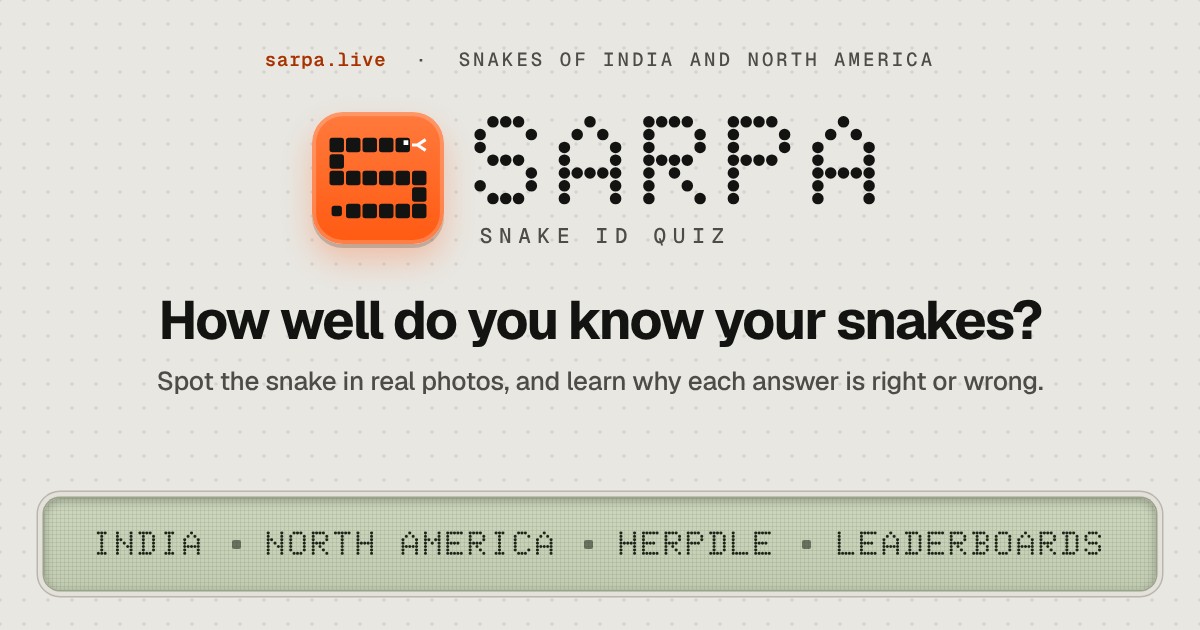 sarpa.live · SNAKES OF INDIA AND NORTH AMERICA
SARPA
SNAKE ID QUIZ
How well do you know your snakes?
Spot the snake in real photos, and learn why each answer is right or wrong.
INDIA ▪ NORTH AMERICA ▪ HERPDLE ▪ LEADERBOARDS